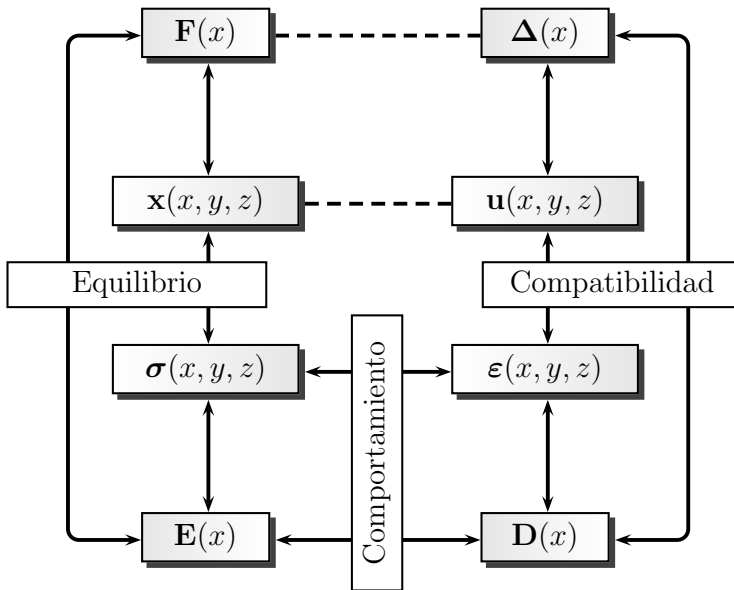 𝐅(x)
𝚫(x)
𝐱(x, y, z)
𝐮(x, y, z)
Equilibrio
Compatibilidad
𝛔(x, y, z)
Comportamiento
𝛆(x, y, z)
𝐄(x)
𝐃(x)